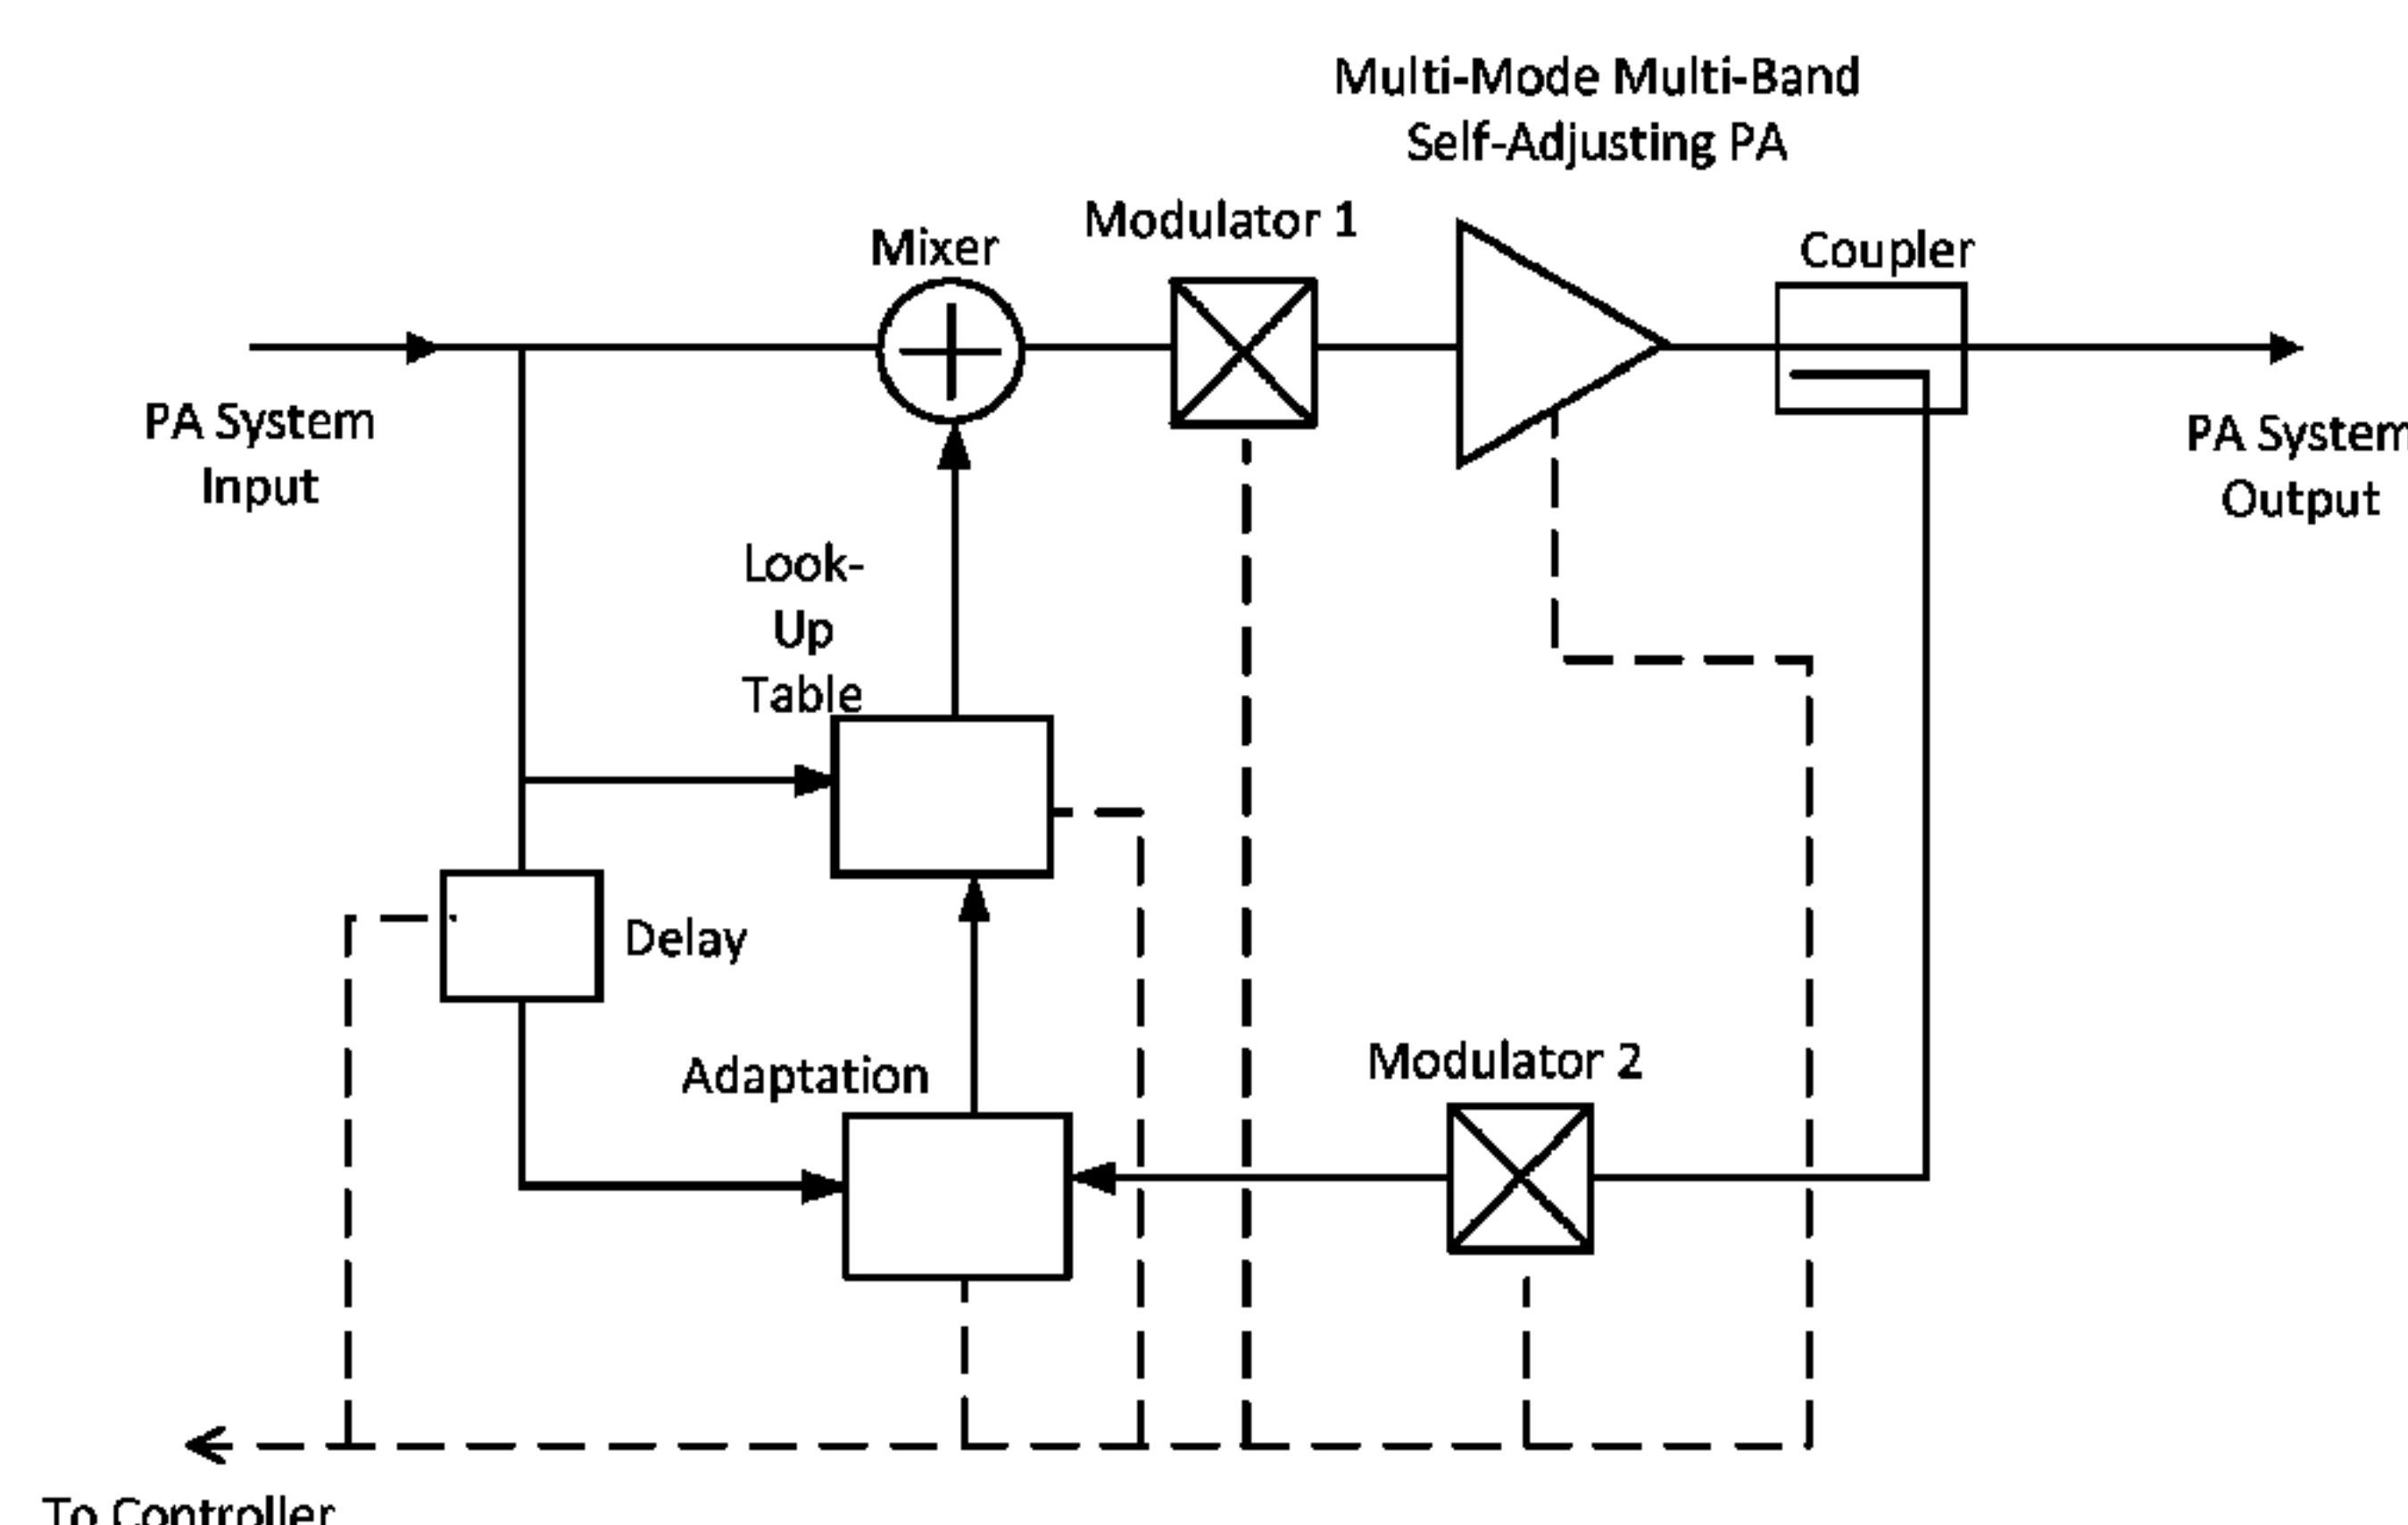 Multi-Mode Multi-Band
Self-Adjusting PA
Modulator 1
Mixer
Coupler
PA System
Input
PA System
Output
Look-
Up
Table
Delay
Adaptation
Modulator 2
To Controller